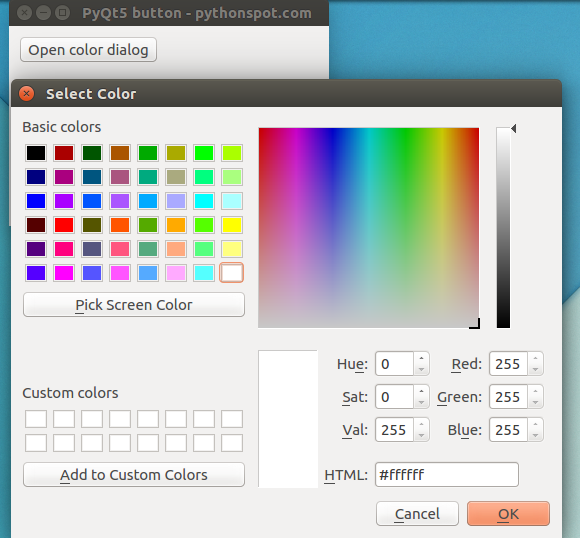 PyQt5 button - pythonspot.com
Open color dialog
Select Color
Basic colors
Pick Screen Color
Custom colors
Add to Custom Colors
Hue: 0 Red: 255
Sat: 0 Green: 255
Val: 255 Blue: 255
HTML: #ffffff
Cancel OK